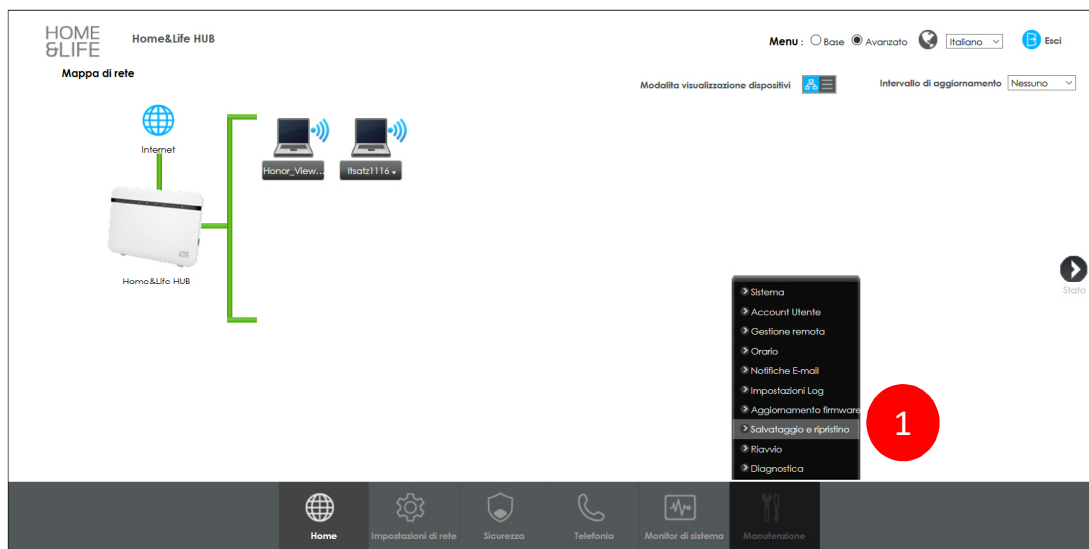 HOME
&LIFE
Home&Life HUB
Menu : Base Avanzato Italiano Esci
Mappa di rete
Modalita visualizzazione dispositivi
Intervallo di aggiornamento Nessuno
Internet
Honor_View...
Itsatz1116
Home&Life HUB
Stato
Sistema
Account Utente
Gestione remota
Orario
Notifiche E-mail
Impostazioni Log
Aggiornamento firmware
Salvataggio e ripristino
Riavvio
Diagnostica
1
Home
Impostazioni di rete
Sicurezza
Telefonia
Monitor di sistema
Manutenzione